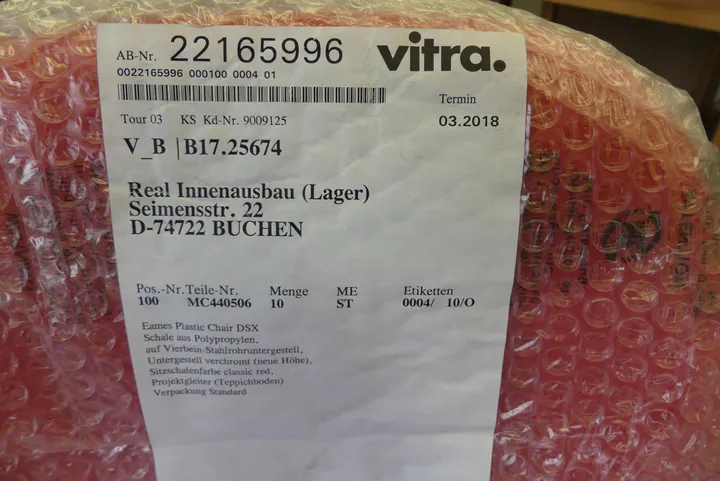 AB-Nr. 22165996 vitra.
0022165996 000100 0004 01
Termin
Tour 03 KS Kd-Nr. 9009125 03.2018
V_B |B17.25674
Real Innenausbau (Lager)
Seimensstr. 22
D-74722 BUCHEN
Pos.-Nr. Teile-Nr. Menge ME Etiketten
100 MC440506 10 ST 0004/ 10/O
Eames Plastic Chair DSX
Schale aus Polypropylen,
auf Vierbein-Stahlrohruntergestell,
Untergestell verchromt (neue Höhe),
Sitzschalenfarbe classic red,
Projektgleiter (Teppichboden)
Verpackung Standard